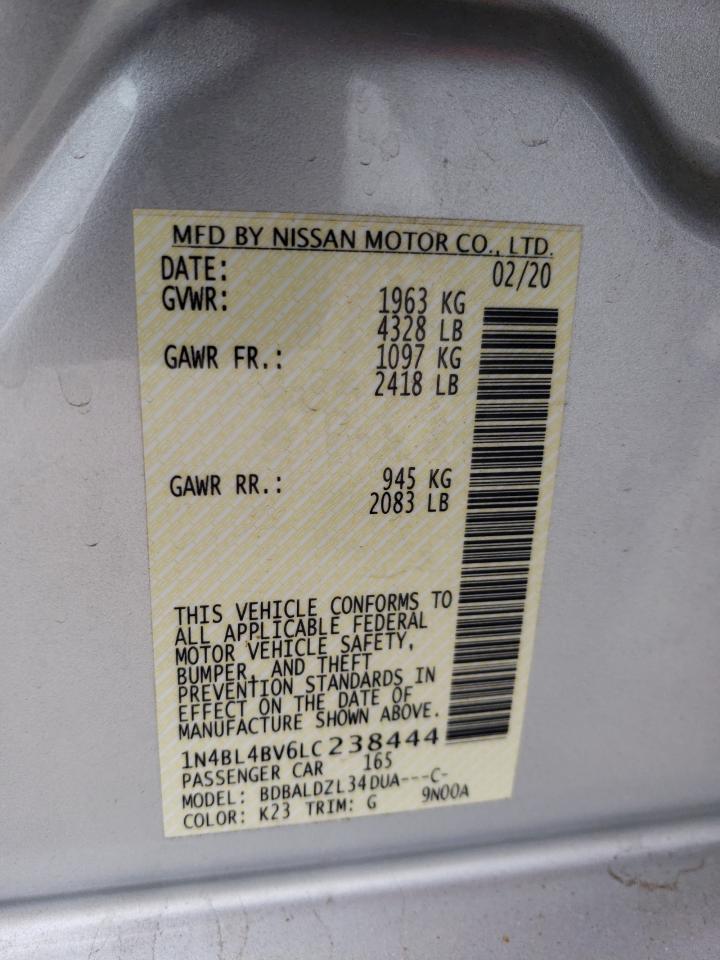 MFD BY NISSAN MOTOR CO., LTD.
DATE: 02/20
GVWR: 1963 KG
4328 LB
GAWR FR.: 1097 KG
2418 LB
GAWR RR.: 945 KG
2083 LB
THIS VEHICLE CONFORMS TO
ALL APPLICABLE FEDERAL
MOTOR VEHICLE SAFETY,
BUMPER, AND THEFT
PREVENTION STANDARDS IN
EFFECT ON THE DATE OF
MANUFACTURE SHOWN ABOVE.
1N4BL4BV6LC238444
PASSENGER CAR 165
MODEL: BDBALDZL34DUA---C-
COLOR: K23 TRIM: G 9N00A